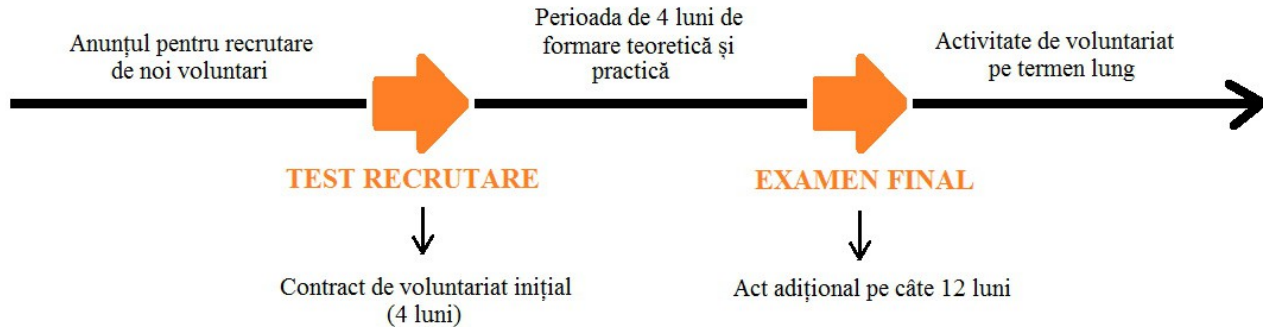 Anunțul pentru recrutare
de noi voluntari
Perioada de 4 luni de
formare teoretică și
practică
Activitate de voluntariat
pe termen lung
TEST RECRUTARE
EXAMEN FINAL
Contract de voluntariat inițial
(4 luni)
Act adițional pe câte 12 luni